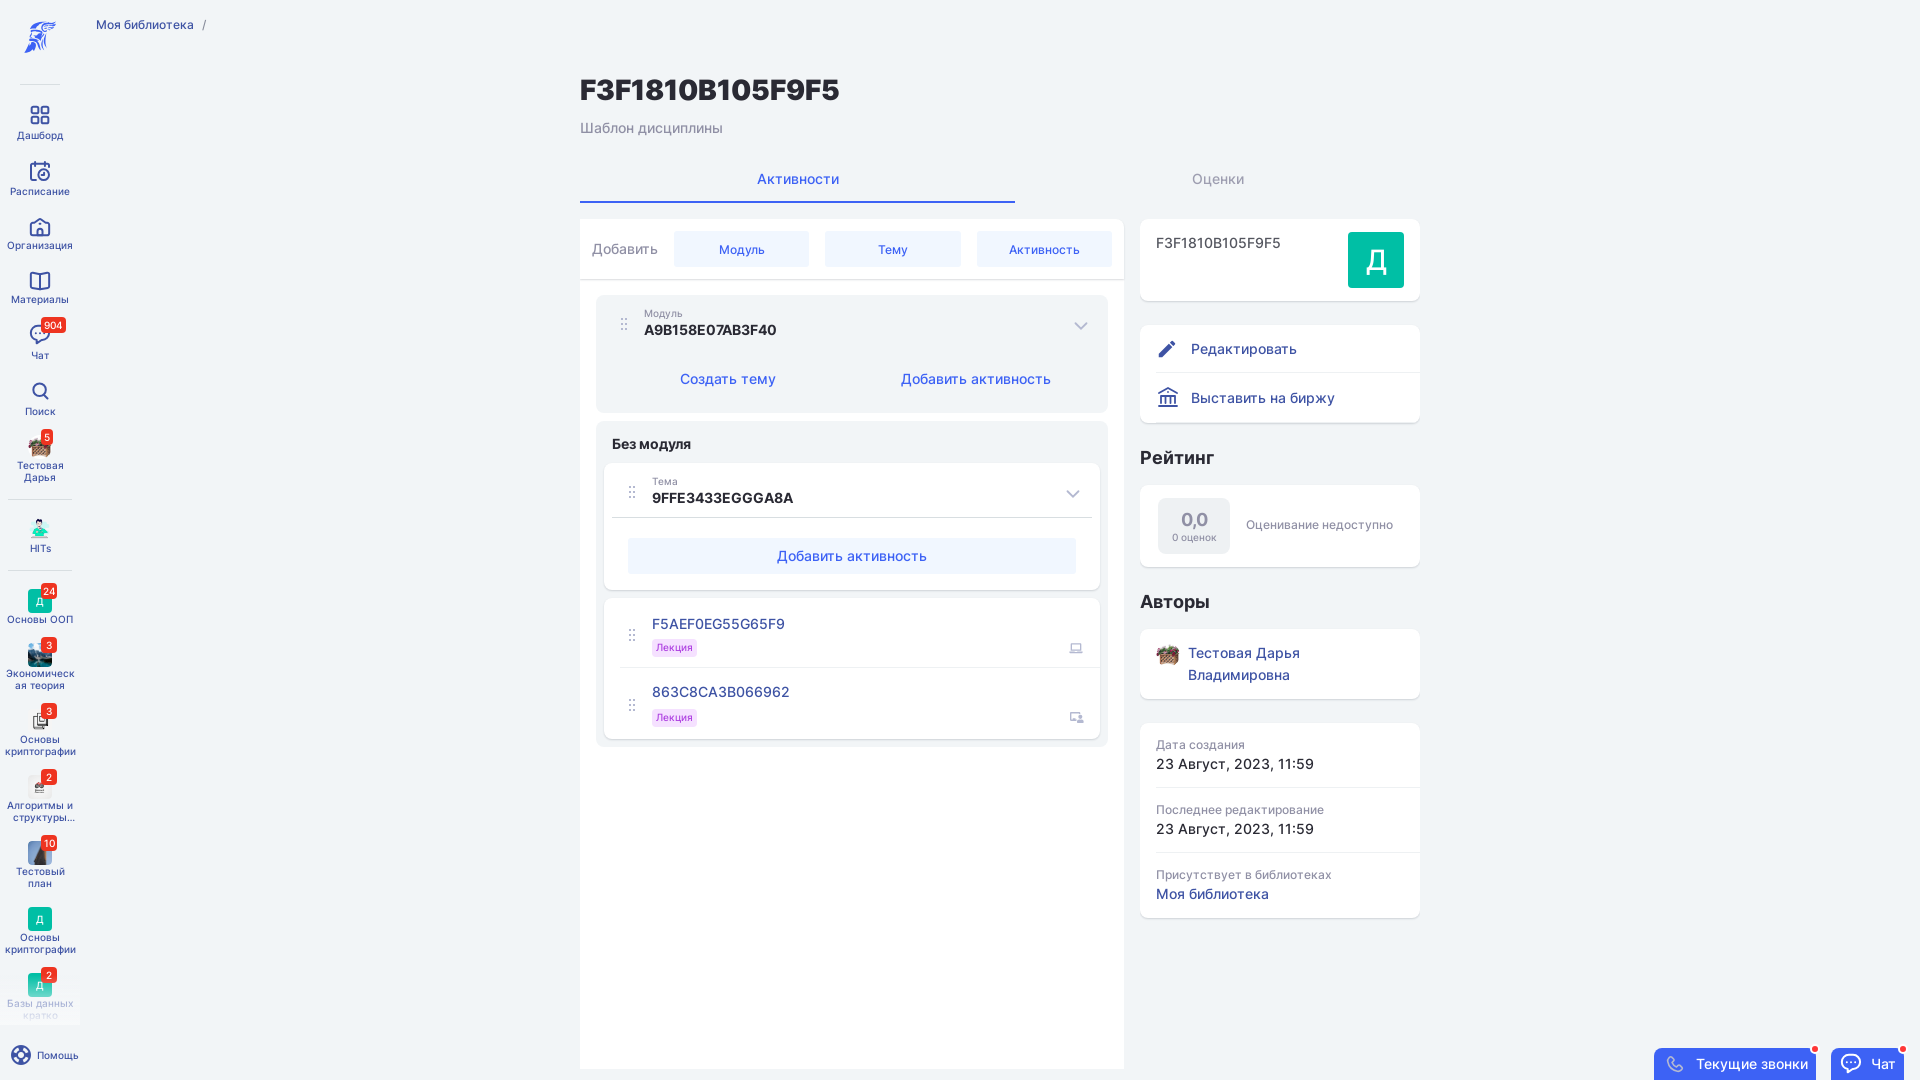 Моя библиотека /
Дашборд
Расписание
Организация
Материалы
904
Чат
Поиск
5
Тестовая
Дарья
HITs
24
Д
Основы ООП
3
Экономическ
ая теория
3
Основы
криптографии
2
Алгоритмы и
структуры...
10
Тестовый
план
Д
Основы
криптографии
2
Д
Базы данных
кратко
Помощь
F3F1810B105F9F5
Шаблон дисциплины
Активности
Оценки
Добавить
Модуль
Тему
Активность
Модуль
A9B158E07AB3F40
Создать тему
Добавить активность
Без модуля
Тема
9FFE3433EGGGA8A
Добавить активность
F5AEF0EG55G65F9
Лекция
863C8CA3B066962
Лекция
F3F1810B105F9F5
Д
Редактировать
Выставить на биржу
Рейтинг
0,0
0 оценок
Оценивание недоступно
Авторы
Тестовая Дарья
Владимировна
Дата создания
23 Август, 2023, 11:59
Последнее редактирование
23 Август, 2023, 11:59
Присутствует в библиотеках
Моя библиотека
Текущие звонки
Чат